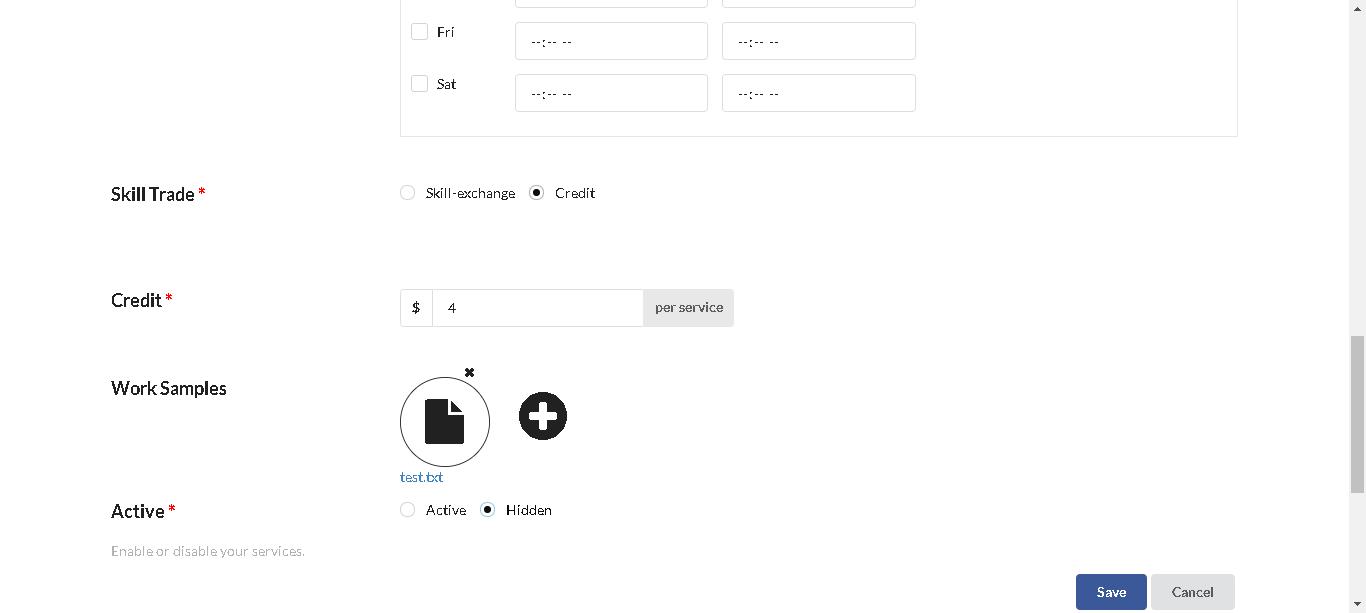 Fri --:-- -- --:-- --
Sat --:-- -- --:-- --
Skill Trade * Skill-exchange Credit
Credit * $ 4 per service
Work Samples
test.txt
Active * Active Hidden
Enable or disable your services.
Save Cancel